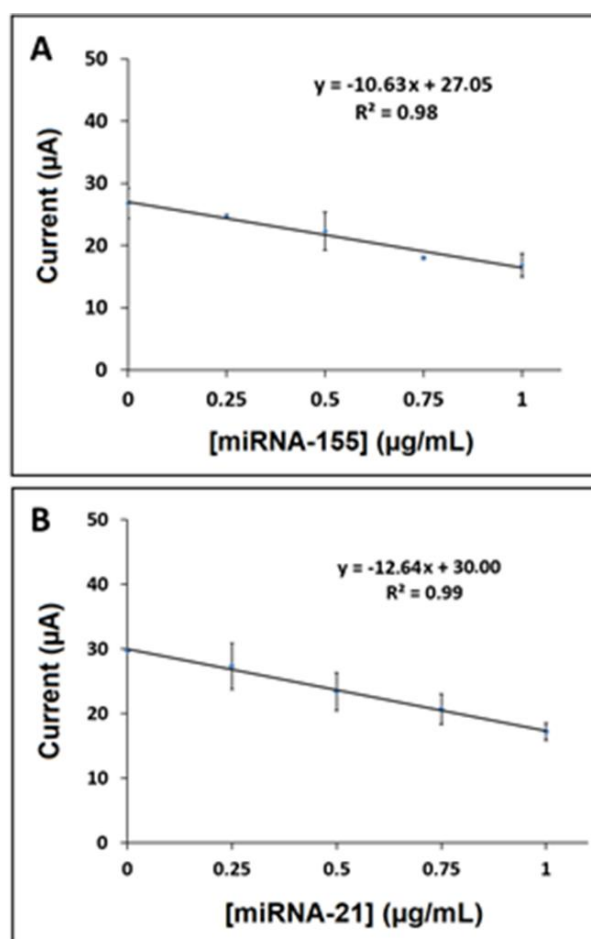 A
y = -10.63x + 27.05
R² = 0.98
50
40
30
20
10
0
Current (µA)
0 0.25 0.5 0.75 1
[miRNA-155] (µg/mL)
B
y = -12.64x + 30.00
R² = 0.99
50
40
30
20
10
0
Current (µA)
0 0.25 0.5 0.75 1
[miRNA-21] (µg/mL)